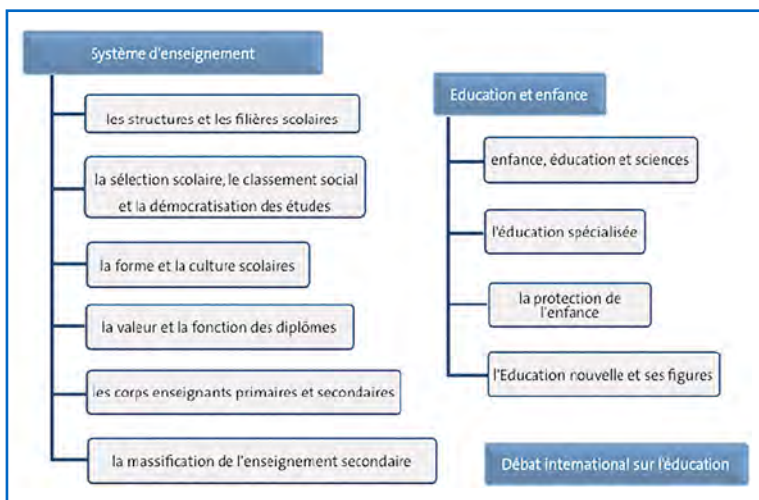 Système d'enseignement
les structures et les filières scolaires
la sélection scolaire, le classement social
et la démocratisation des études
la forme et la culture scolaires
la valeur et la fonction des diplômes
les corps enseignants primaires et secondaires
la massification de l'enseignement secondaire
Education et enfance
enfance, éducation et sciences
l'éducation spécialisée
la protection de
l'enfance
l'Education nouvelle et ses figures
Débat international sur l'éducation